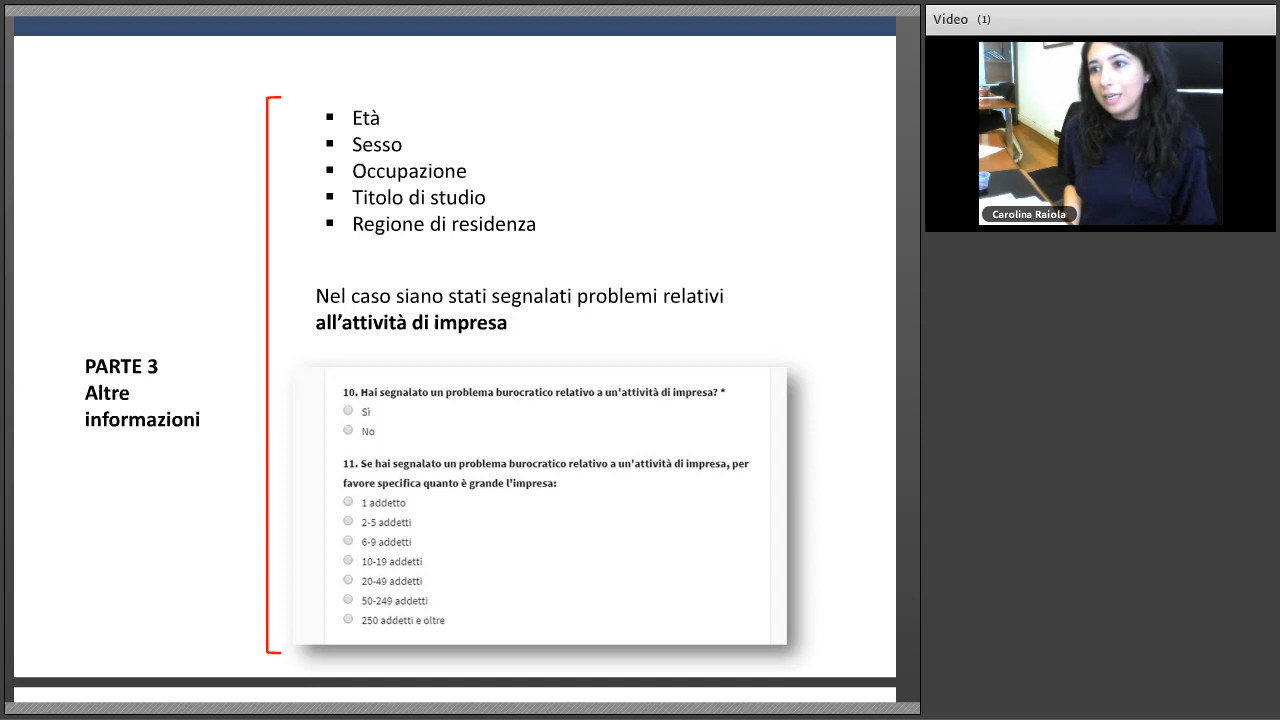 Video (1)
Carolina Raiola
Età
Sesso
Occupazione
Titolo di studio
Regione di residenza
Nel caso siano stati segnalati problemi relativi
all’attività di impresa
PARTE 3
Altre
informazioni
10. Hai segnalato un problema burocratico relativo a un'attività di impresa? *
Sì
No
11. Se hai segnalato un problema burocratico relativo a un'attività di impresa, per
favore specifica quanto è grande l'impresa:
1 addetto
2-5 addetti
6-9 addetti
10-19 addetti
20-49 addetti
50-249 addetti
250 addetti e oltre